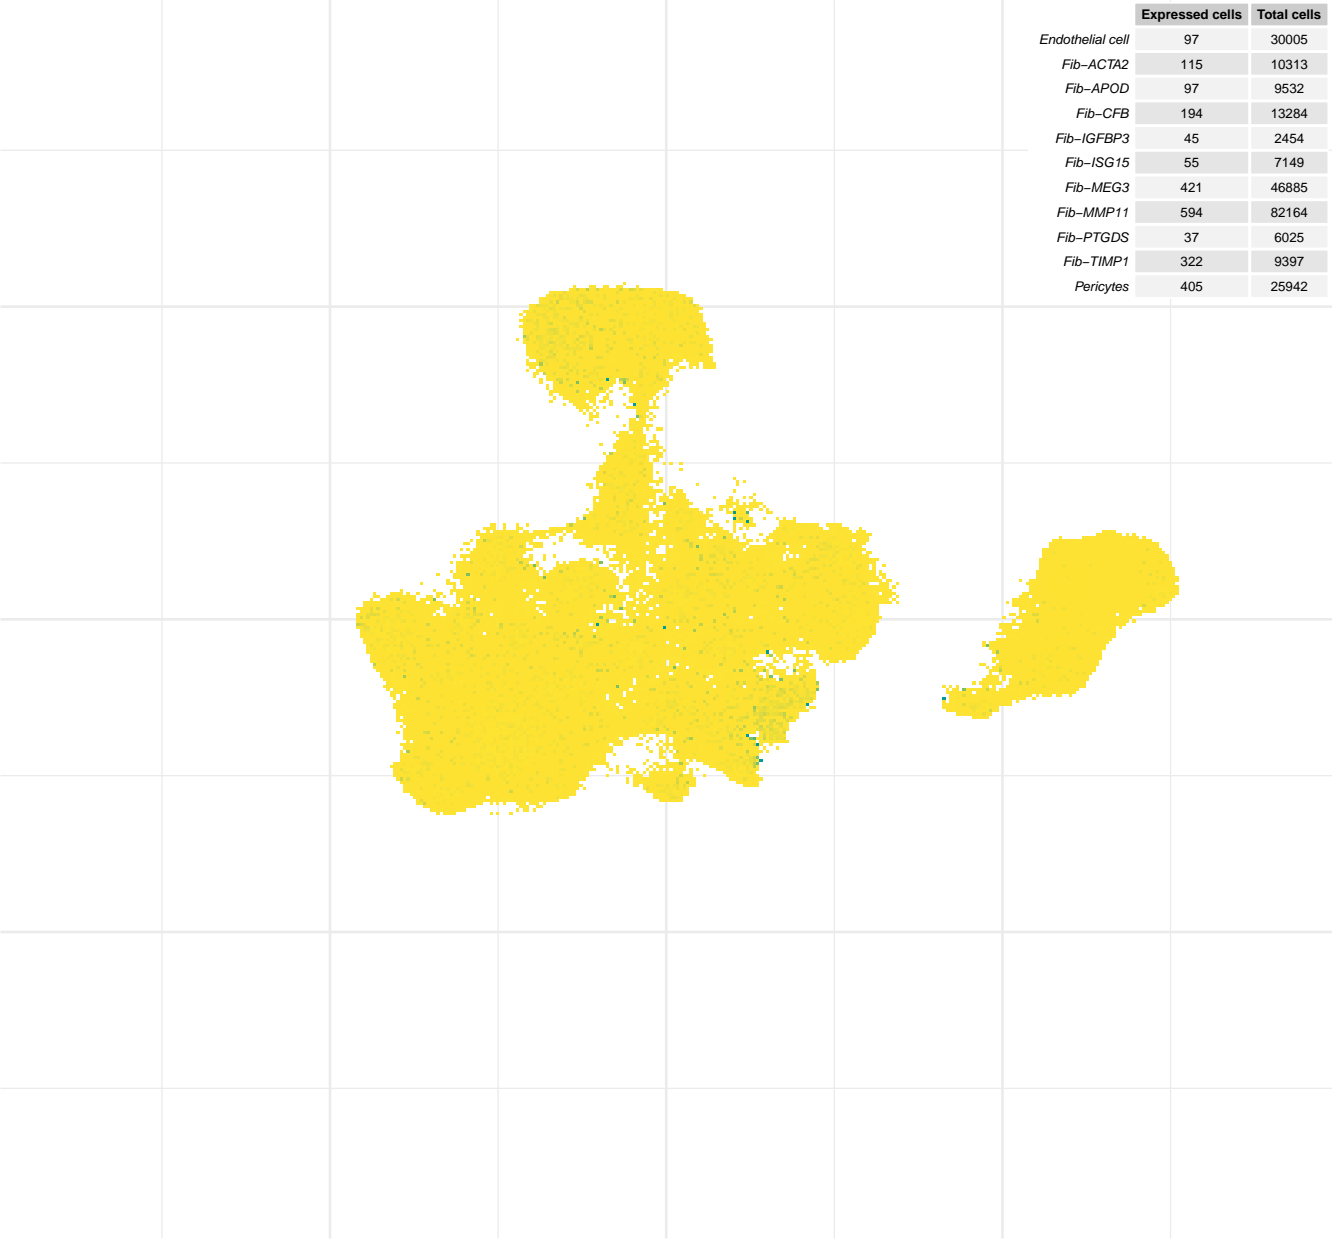 Expressed cells Total cells
Endothelial cell 97 30005
Fib−ACTA2 115 10313
Fib−APOD 97 9532
Fib−CFB 194 13284
Fib−IGFBP3 45 2454
Fib−ISG15 55 7149
Fib−MEG3 421 46885
Fib−MMP11 594 82164
Fib−PTGDS 37 6025
Fib−TIMP1 322 9397
Pericytes 405 25942